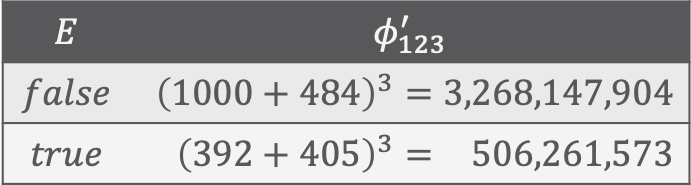 E ϕ′₁₂₃
false (1000 + 484)³ = 3,268,147,904
true (392 + 405)³ = 506,261,573